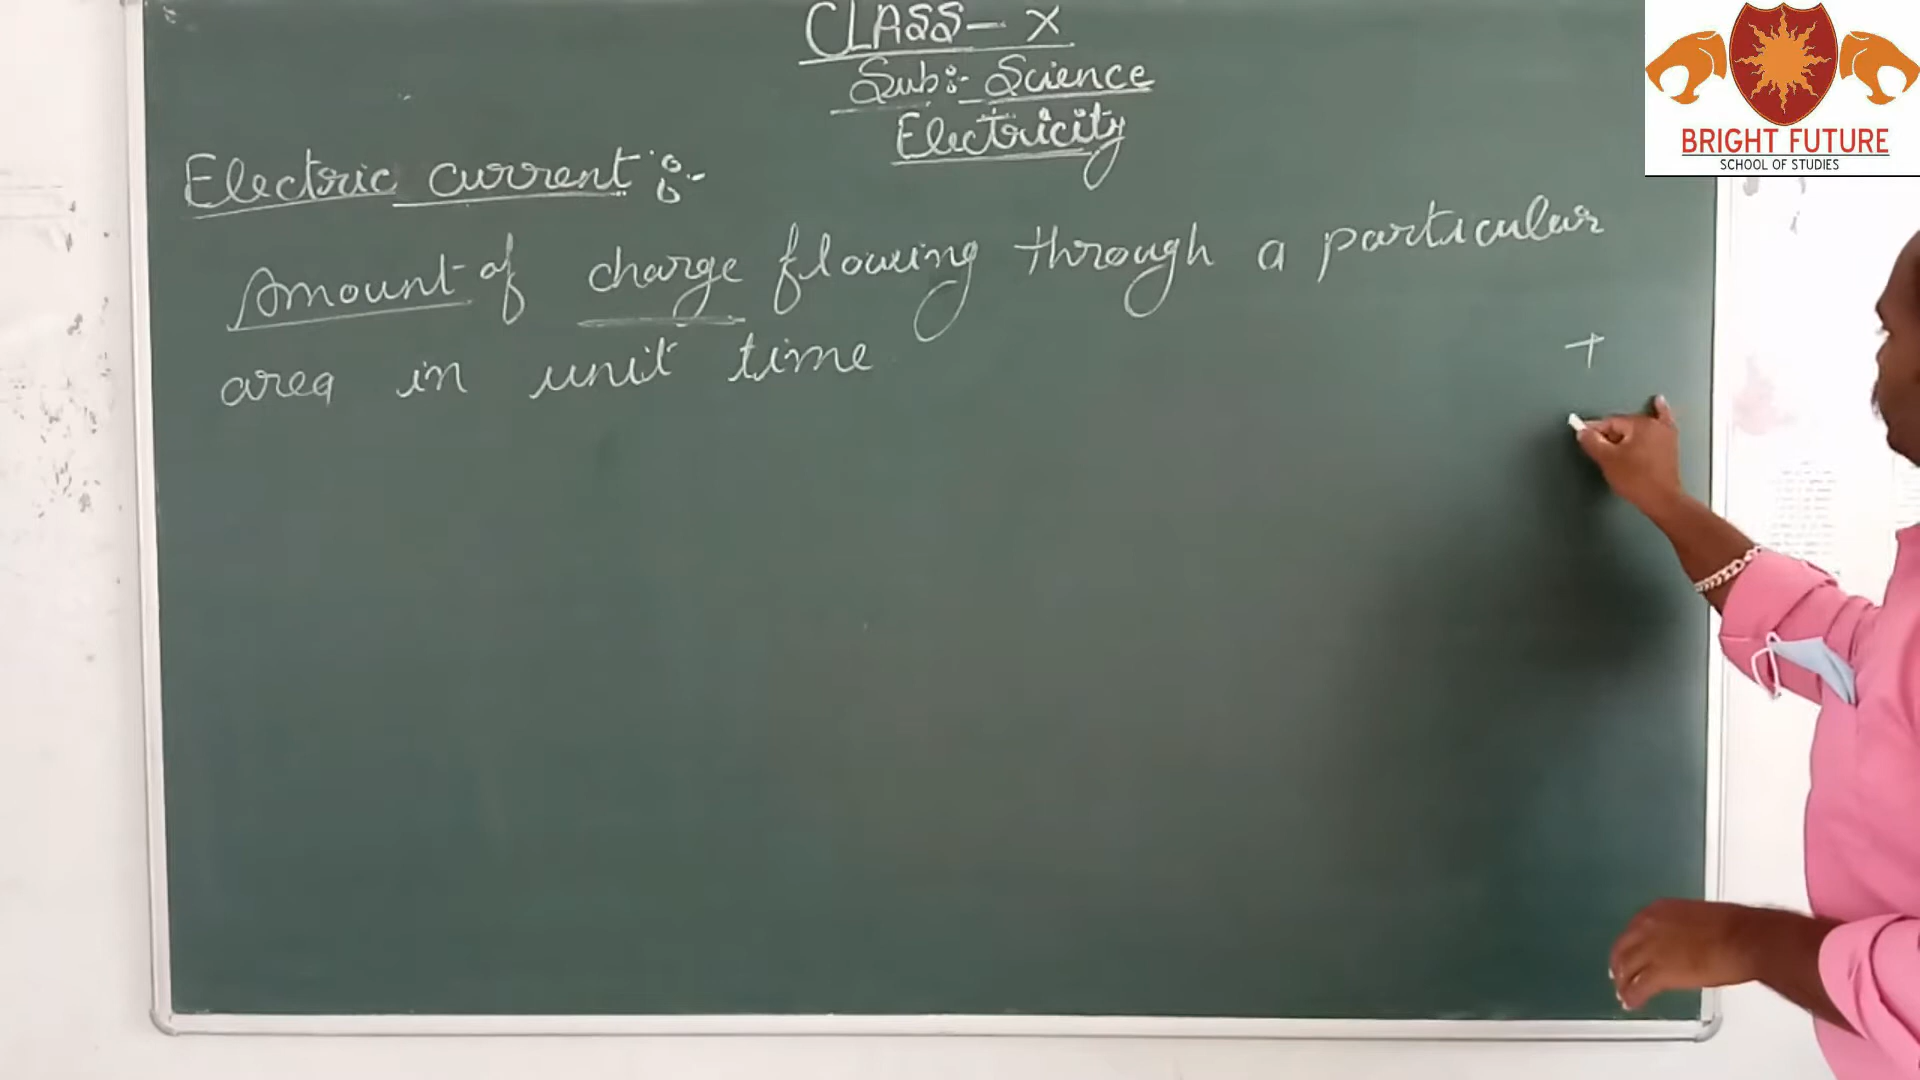 CLASS - X
Sub:- Science
Electricity
Electric current :-
Amount of charge flowing through a particular
area in unit time
+
BRIGHT FUTURE
SCHOOL OF STUDIES